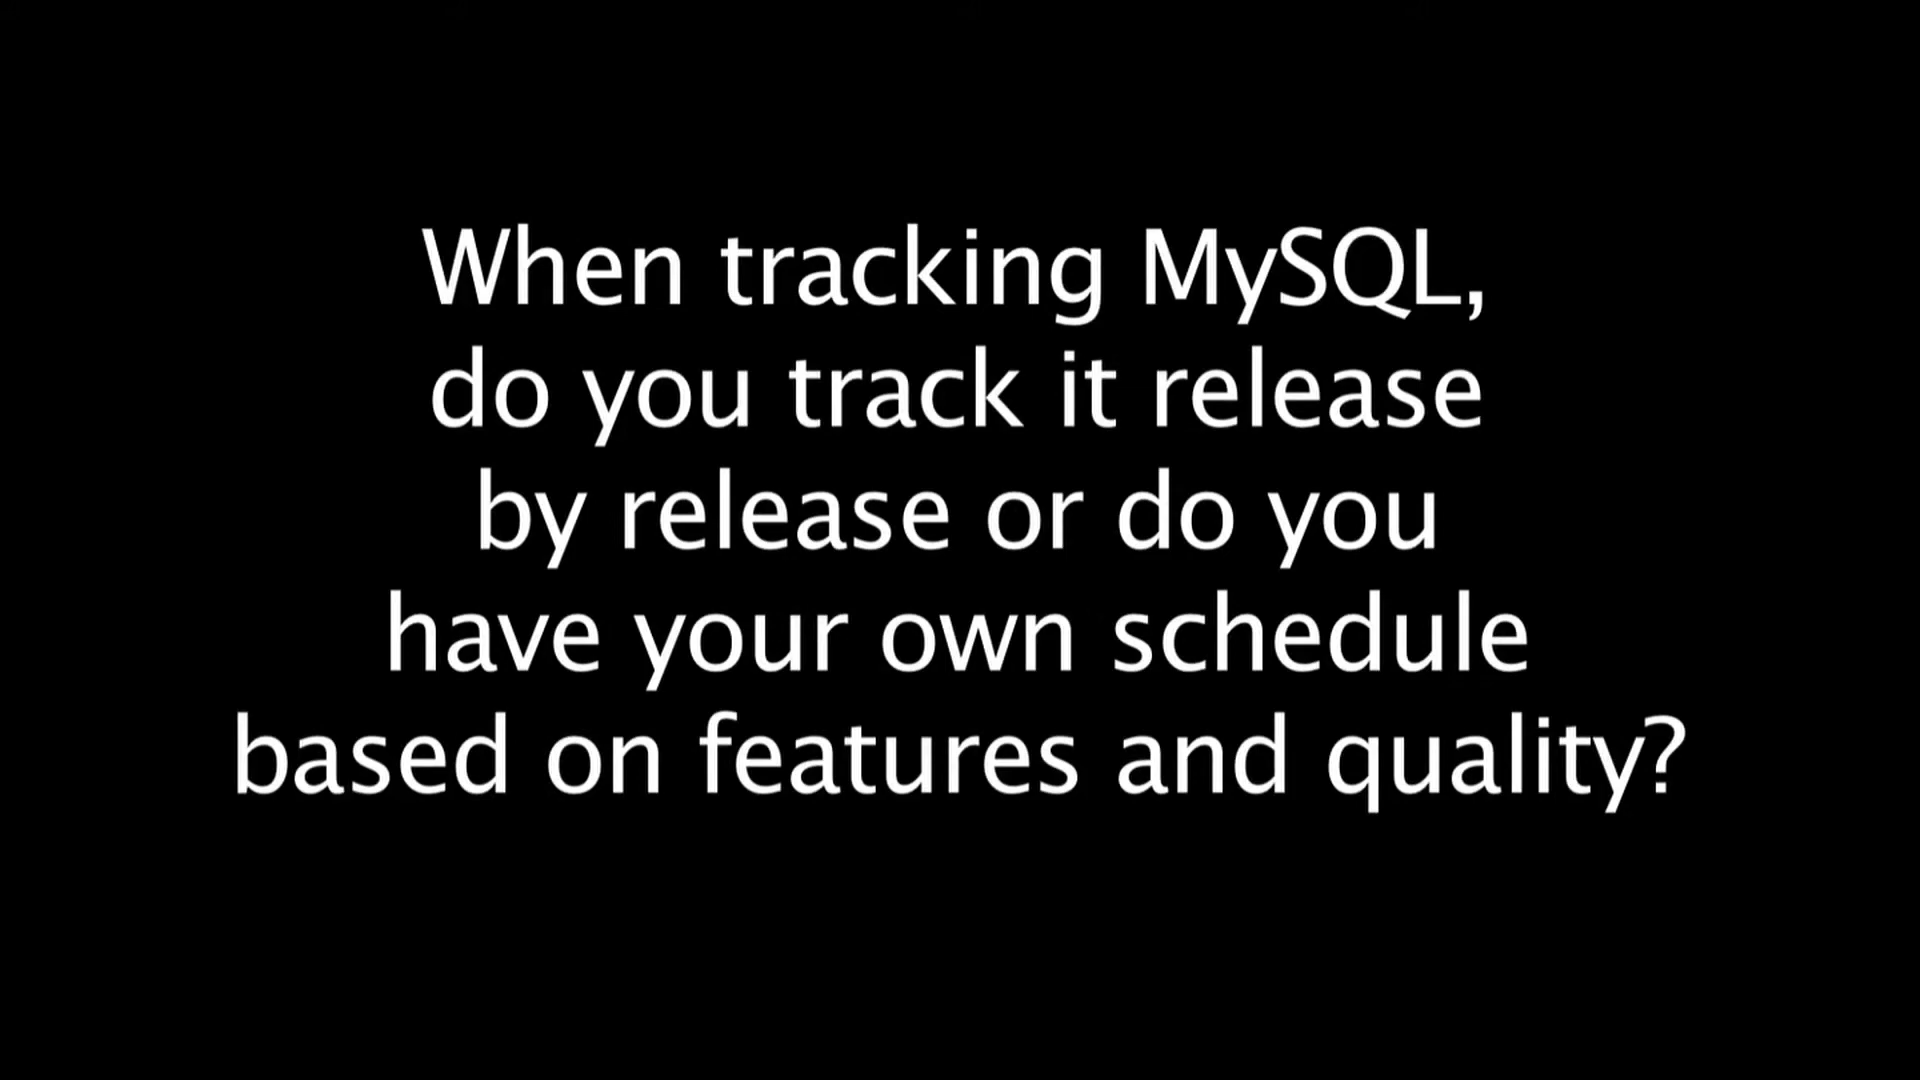 When tracking MySQL,
do you track it release
by release or do you
have your own schedule
based on features and quality?